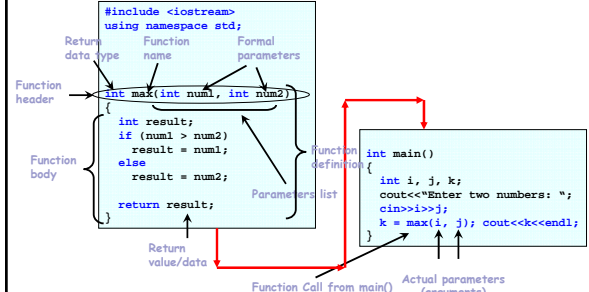 #include <iostream>
using namespace std;
Return
data type
Function
name
Formal
parameters
Function
header
int max(int num1, int num2)
{
int result;
if (num1 > num2)
result = num1;
else
result = num2;
return result;
}
Function
body
Function
definition
Parameters list
Return
value/data
int main()
{
int i, j, k;
cout<<“Enter two numbers: “;
cin>>i>>j;
k = max(i, j); cout<<k<<endl;
}
Function Call from main()
Actual parameters
(arguments)